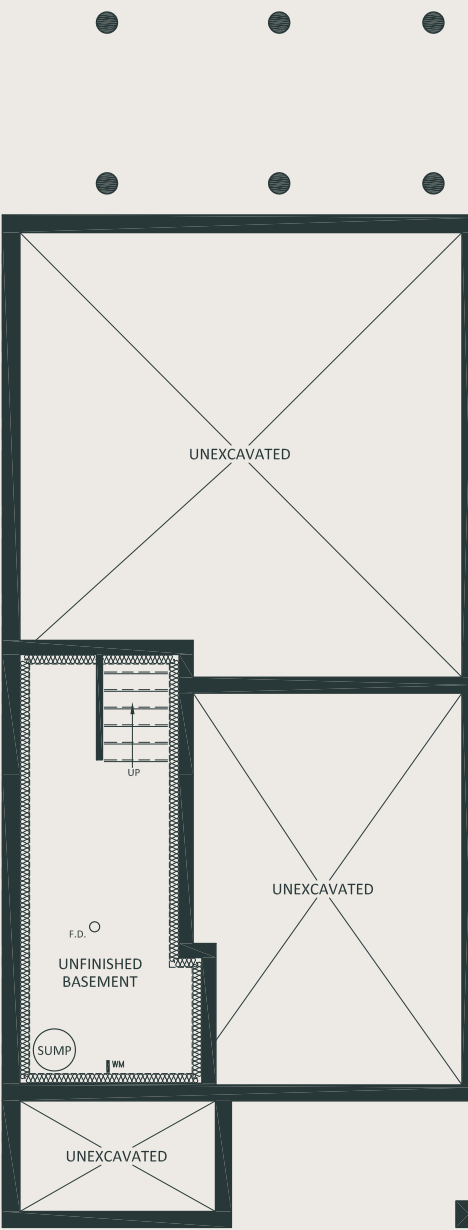 UNEXCAVATED
UP
UNEXCAVATED
F.D.
UNFINISHED
BASEMENT
SUMP
WM
UNEXCAVATED